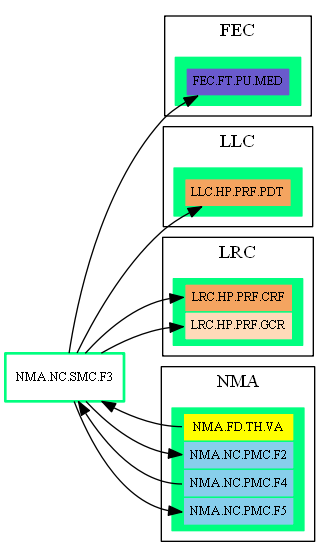 FEC
FEC.FT.PU.MED
LLC
LLC.HP.PRF.PDT
LRC
LRC.HP.PRF.CRF
LRC.HP.PRF.GCR
NMA.NC.SMC.F3
NMA
NMA.FD.TH.VA
NMA.NC.PMC.F2
NMA.NC.PMC.F4
NMA.NC.PMC.F5